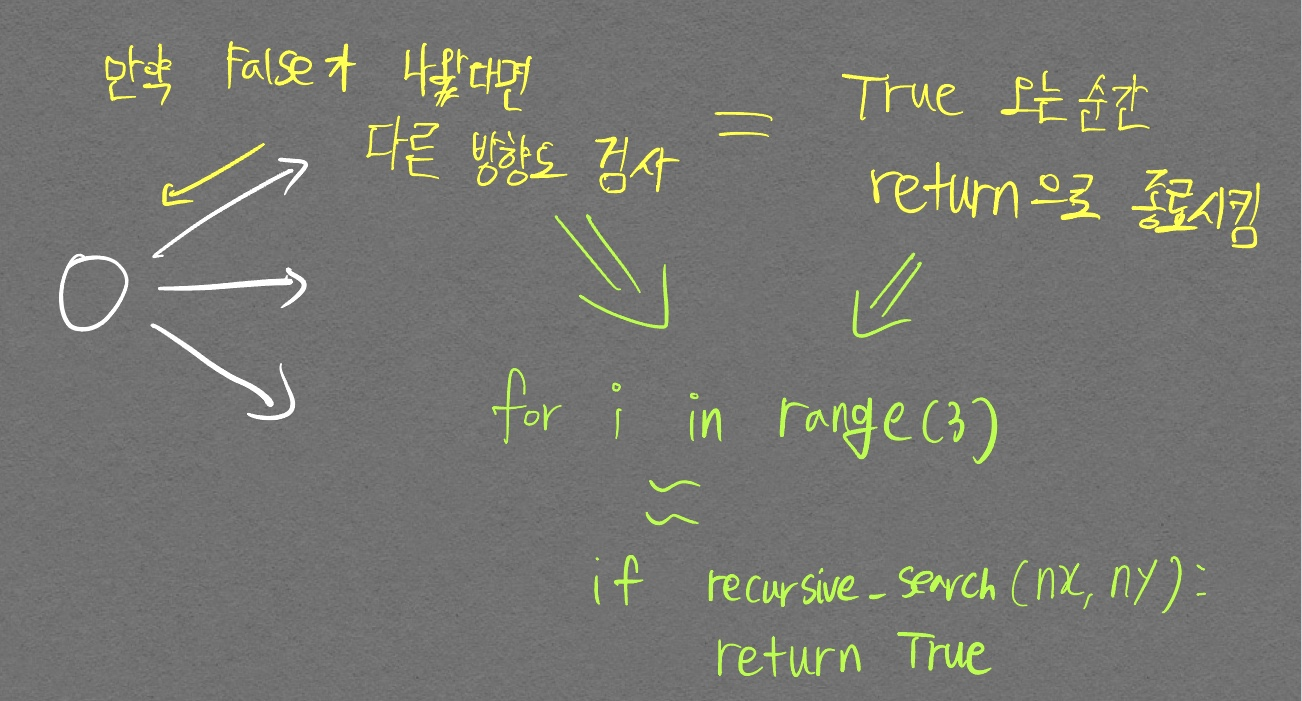 만약 False가 나왔다면
다른 방향도 검사
=
True 오는순간
return으로 종료시킴
for i in range(3)
if recursive_search(nx, ny):
return True